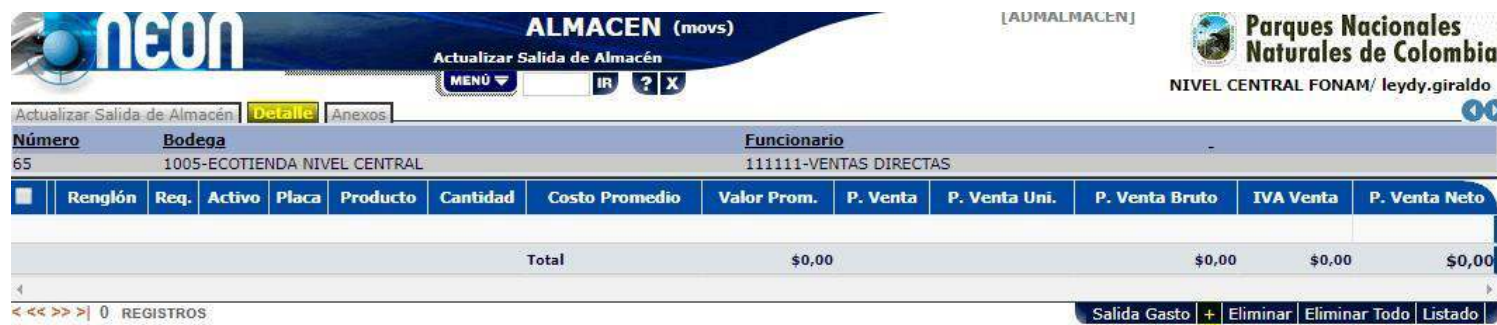 neon
ALMACEN (movs)
[ADMALMACEN]
Parques Nacionales
Naturales de Colombia
Actualizar Salida de Almacén
MENÚ IR ? X
NIVEL CENTRAL FONAM/ leydy.giraldo
Actualizar Salida de Almacén Detalle Anexos
Número Bodega Funcionario
65 1005-ECOTIENDA NIVEL CENTRAL 111111-VENTAS DIRECTAS
Renglón Req. Activo Placa Producto Cantidad Costo Promedio Valor Prom. P. Venta P. Venta Uni. P. Venta Bruto IVA Venta P. Venta Neto
Total $0,00 $0,00 $0,00 $0,00
< << >> >| 0 REGISTROS Salida Gasto + Eliminar Eliminar Todo Listado